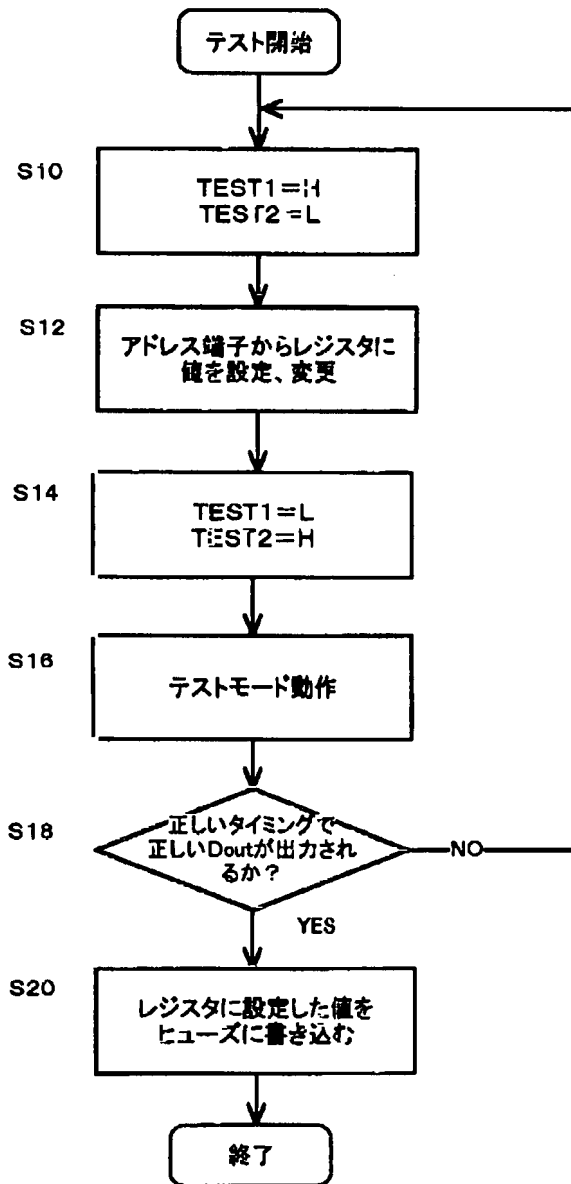 テスト開始
S10
TEST1=H
TEST2=L
S12
アドレス端子からレジスタに
値を設定、変更
S14
TEST1=L
TEST2=H
S16
テストモード動作
S18
正しいタイミングで
正しいDoutが出力され
るか？
NO
YES
S20
レジスタに設定した値を
ヒューズに書き込む
終了